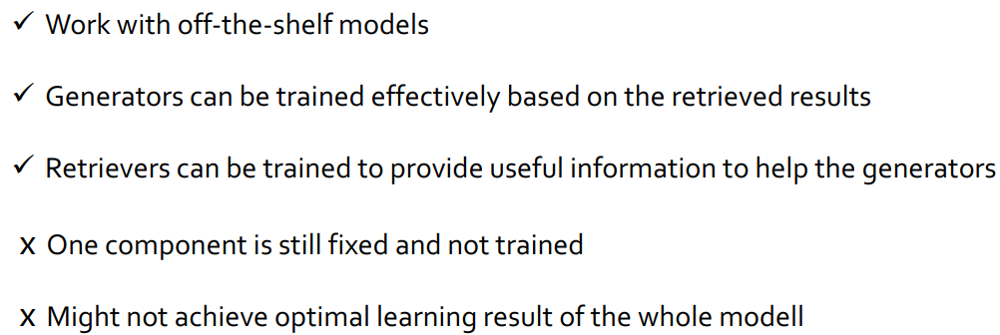 ✓ Work with off-the-shelf models
✓ Generators can be trained effectively based on the retrieved results
✓ Retrievers can be trained to provide useful information to help the generators
x One component is still fixed and not trained
x Might not achieve optimal learning result of the whole modell